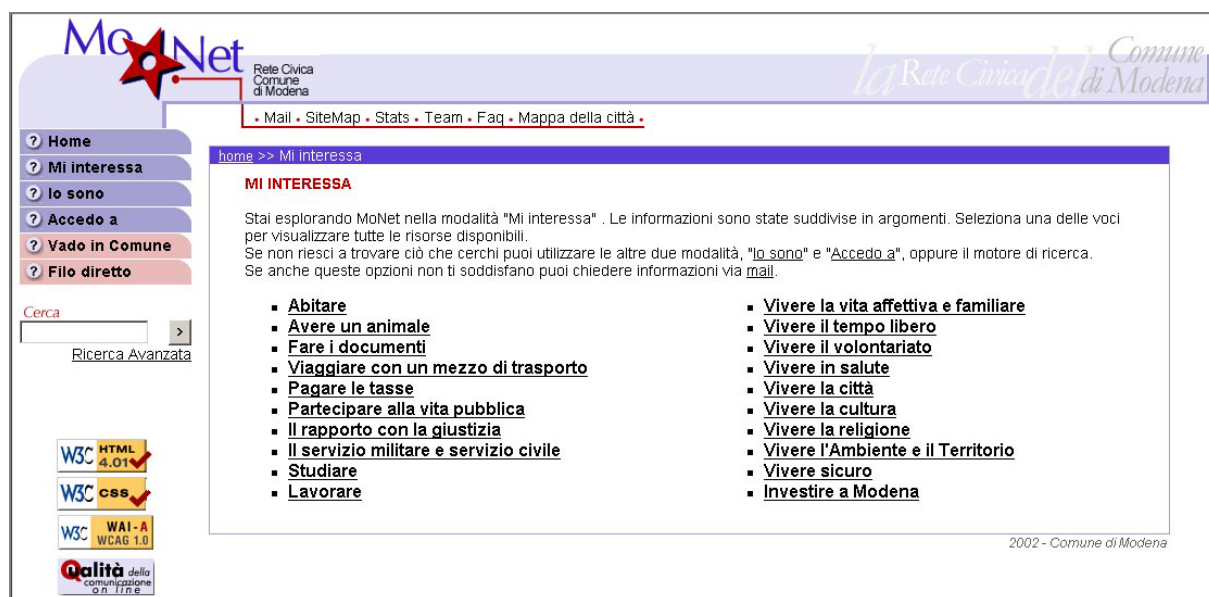 MoNet
Rete Civica
Comune
di Modena
la Rete Civica del Comune
di Modena
• Mail • SiteMap • Stats • Team • Faq • Mappa della città •
? Home
? Mi interessa
? Io sono
? Accedo a
? Vado in Comune
? Filo diretto
Cerca
>
Ricerca Avanzata
W3C HTML 4.01
W3C css
W3C WAI-A WCAG 1.0
Qualità della
comunicazione
on line
home >> Mi interessa
MI INTERESSA
Stai esplorando MoNet nella modalità "Mi interessa" . Le informazioni sono state suddivise in argomenti. Seleziona una delle voci
per visualizzare tutte le risorse disponibili.
Se non riesci a trovare ciò che cerchi puoi utilizzare le altre due modalità, "Io sono" e "Accedo a", oppure il motore di ricerca.
Se anche queste opzioni non ti soddisfano puoi chiedere informazioni via mail.
▪ Abitare
▪ Avere un animale
▪ Fare i documenti
▪ Viaggiare con un mezzo di trasporto
▪ Pagare le tasse
▪ Partecipare alla vita pubblica
▪ Il rapporto con la giustizia
▪ Il servizio militare e servizio civile
▪ Studiare
▪ Lavorare
▪ Vivere la vita affettiva e familiare
▪ Vivere il tempo libero
▪ Vivere il volontariato
▪ Vivere in salute
▪ Vivere la città
▪ Vivere la cultura
▪ Vivere la religione
▪ Vivere l'Ambiente e il Territorio
▪ Vivere sicuro
▪ Investire a Modena
2002 - Comune di Modena